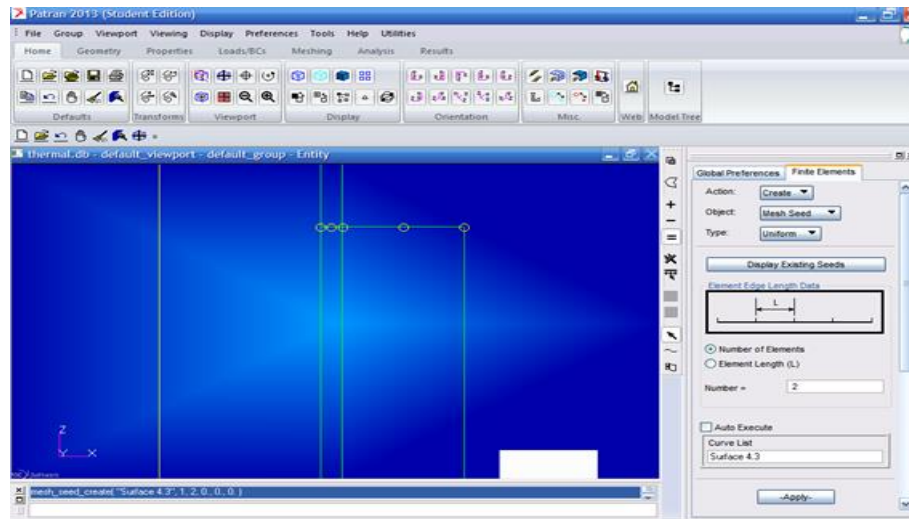 Patran 2013 (Student Edition)
File Group Viewport Viewing Display Preferences Tools Help Utilities
Home Geometry Properties Loads/BCs Meshing Analysis Results
Defaults Transforms Viewport Display Orientation Misc. Web Model Tree
thermal.db - default_viewport - default_group - Entity
Global Preferences Finite Elements
Action: Create
Object: Mesh Seed
Type: Uniform
Display Existing Seeds
Element Edge Length Data
L
Number of Elements
Element Length (L)
Number = 2
Auto Execute
Curve List
Surface 4.3
-Apply-
Z
Y X
mesh_seed_create( "Surface 4.3", 1, 2, 0., 0., 0. )